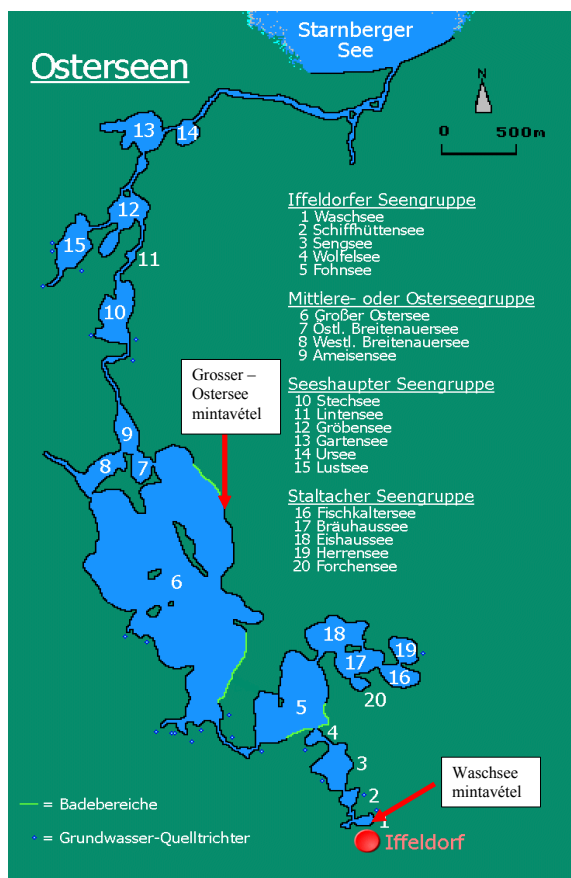 Starnberger
See
Osterseen
N
0 500m
13
14
12
15
11
10
Iffeldorfer Seengruppe
1 Waschsee
2 Schiffhüttensee
3 Sengsee
4 Wolfelsee
5 Fohnsee
Mittlere- oder Osterseegruppe
6 Großer Ostersee
7 Östl. Breitenauersee
8 Westl. Breitenauersee
9 Ameisensee
Seeshaupter Seengruppe
10 Stechsee
11 Lintensee
12 Gröbensee
13 Gartensee
14 Ursee
15 Lustsee
Staltacher Seengruppe
16 Fischkaltersee
17 Bräuhaussee
18 Eishaussee
19 Herrensee
20 Forchensee
Grosser –
Ostersee
mintavétel
9
8
7
6
18
19
17
16
20
5
4
3
2
1
Waschsee
mintavétel
Iffeldorf
= Badebereiche
= Grundwasser-Quelltrichter